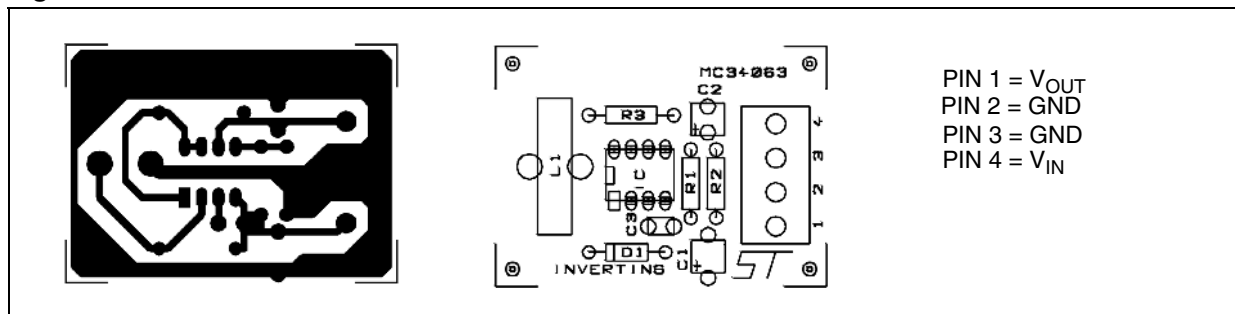 MC34063
C2
R3
4
3
2
1
L1
IC
R1
R2
C3
D1
C1
INVERTING
ST
PIN 1 = VOUT
PIN 2 = GND
PIN 3 = GND
PIN 4 = VIN